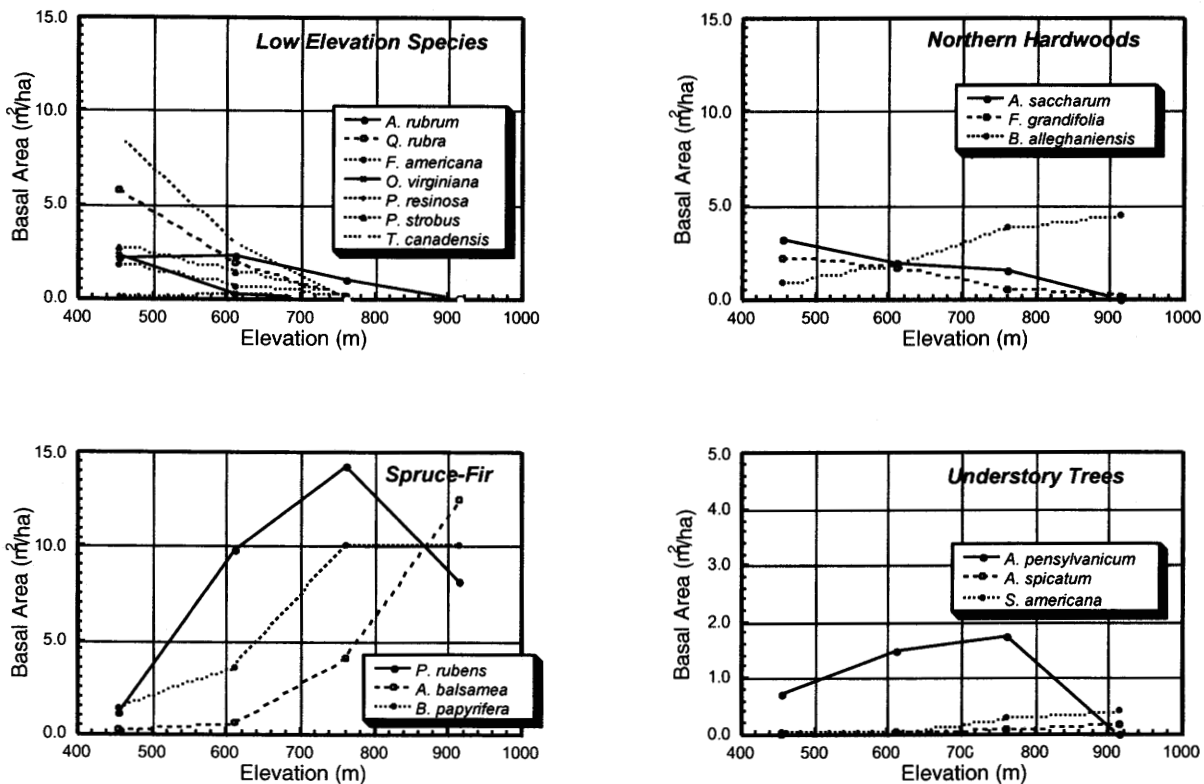 Low Elevation Species
15.0
10.0
5.0
0.0
Basal Area (m²/ha)
A. rubrum
Q. rubra
F. americana
O. virginiana
P. resinosa
P. strobus
T. canadensis
400 500 600 700 800 900 1000
Elevation (m)
Northern Hardwoods
15.0
10.0
5.0
0.0
Basal Area (m²/ha)
A. saccharum
F. grandifolia
B. alleghaniensis
400 500 600 700 800 900 1000
Elevation (m)
Spruce-Fir
15.0
10.0
5.0
0.0
Basal Area (m²/ha)
P. rubens
A. balsamea
B. papyrifera
400 500 600 700 800 900 1000
Elevation (m)
Understory Trees
5.0
4.0
3.0
2.0
1.0
0.0
Basal Area (m²/ha)
A. pensylvanicum
A. spicatum
S. americana
400 500 600 700 800 900 1000
Elevation (m)